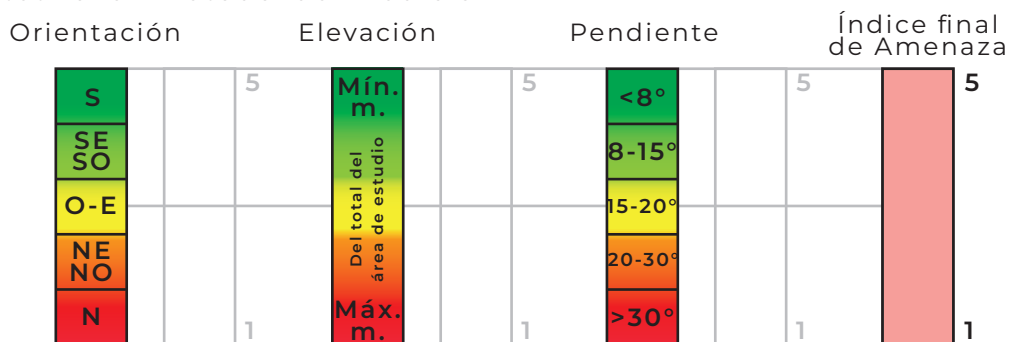 Orientación
Elevación
Pendiente
Índice final
de Amenaza
S
SE
SO
O-E
NE
NO
N
5
1
Mín.
m.
Del total del
área de estudio
Máx.
m.
5
1
<8°
8-15°
15-20°
20-30°
>30°
5
1
5
1